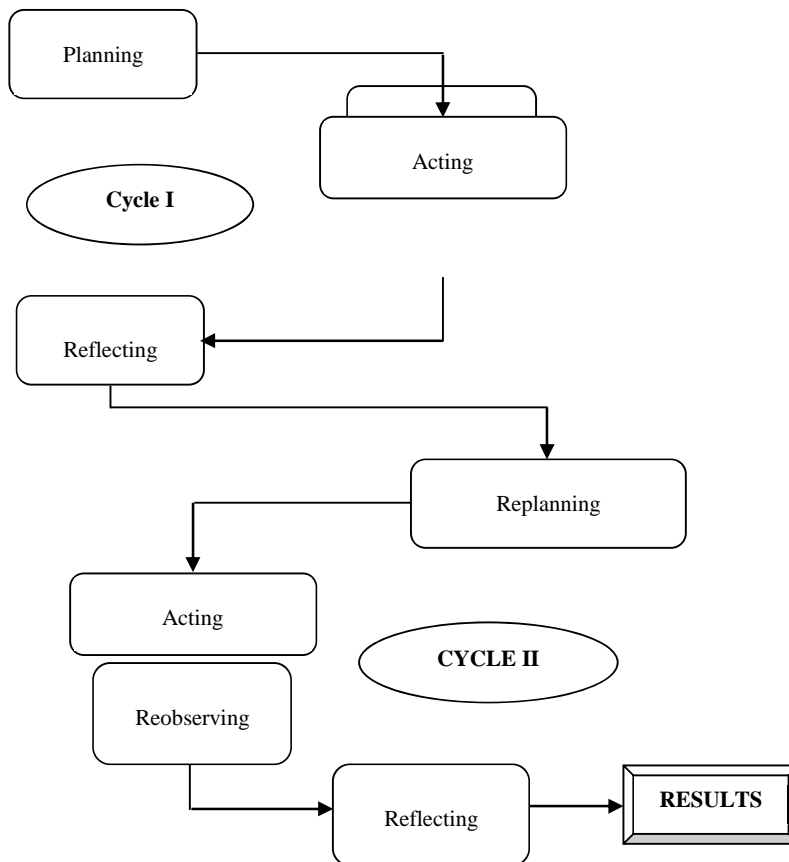 Planning
Acting
Cycle I
Reflecting
Replanning
Acting
CYCLE II
Reobserving
Reflecting
RESULTS